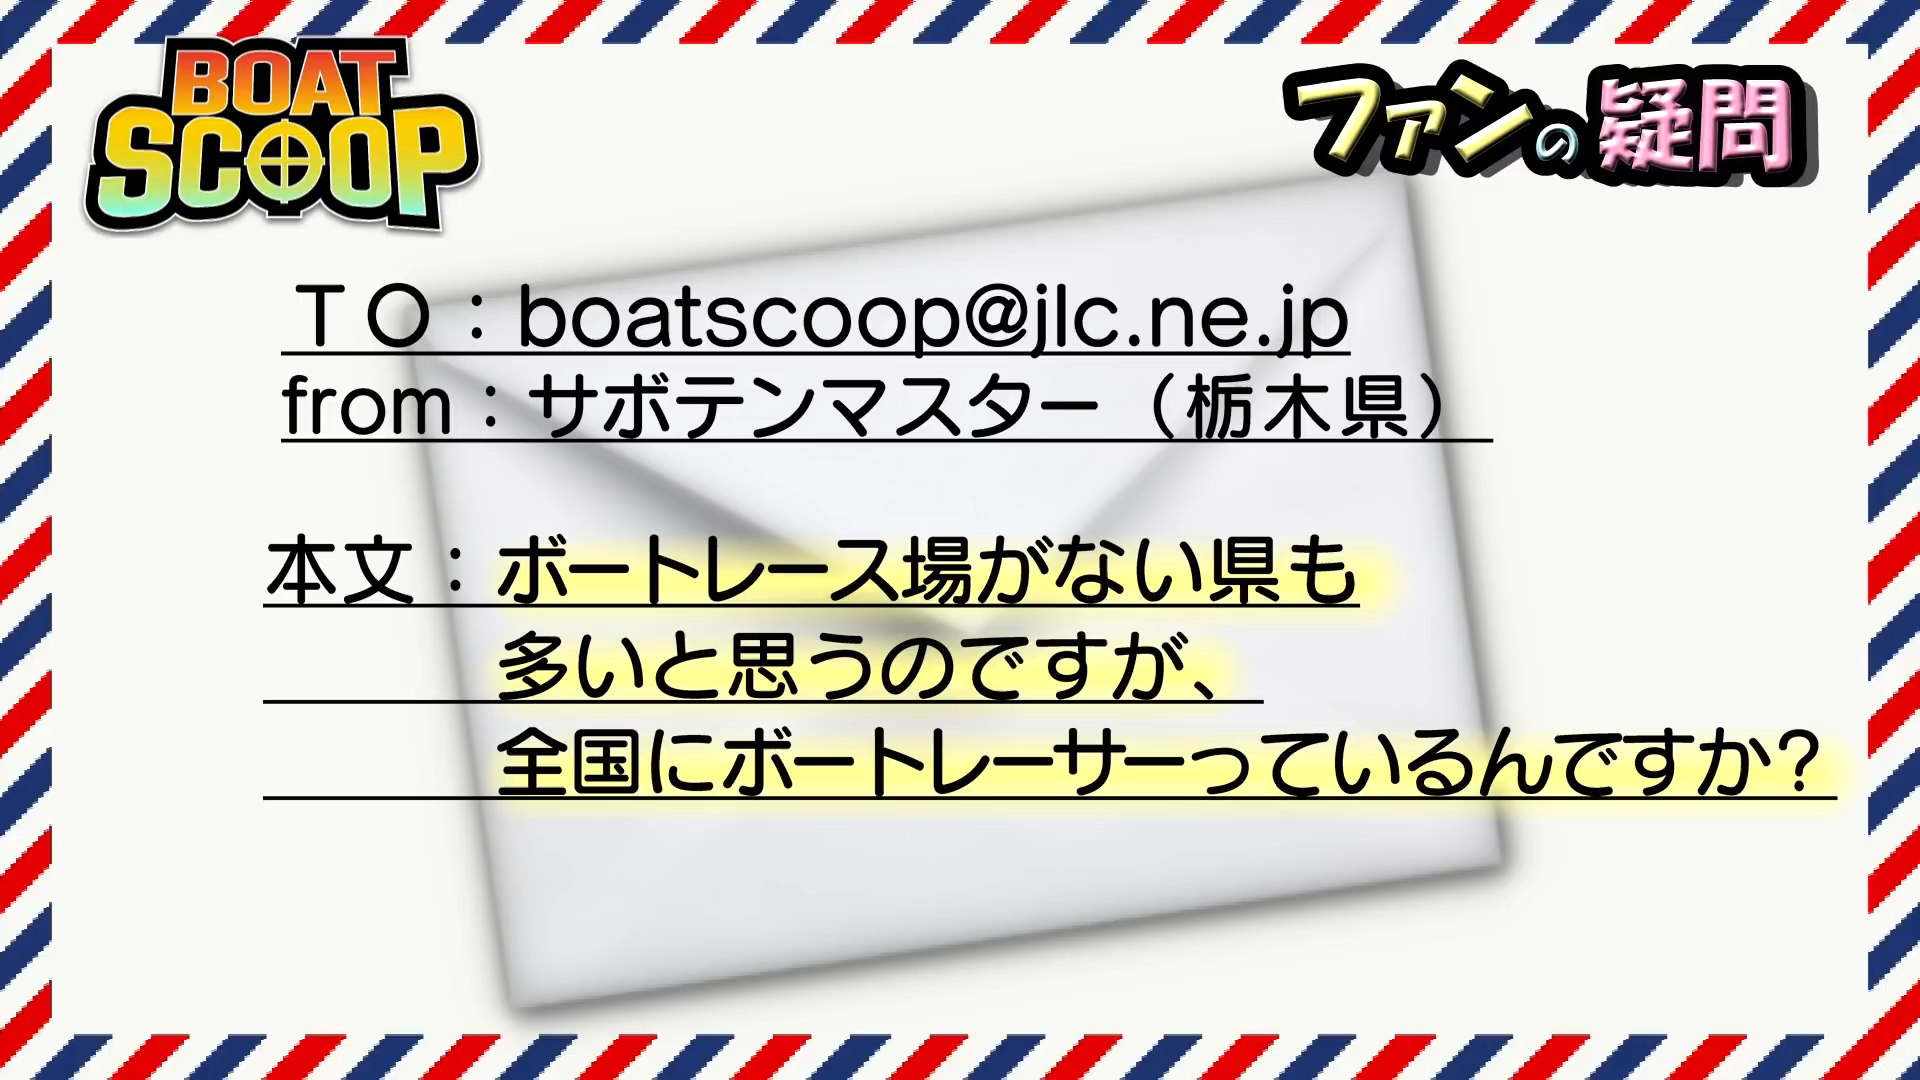 BOAT
SCOOP
ファンの疑問
ＴＯ：boatscoop@jlc.ne.jp
from：サボテンマスター（栃木県）
本文：ボートレース場がない県も
多いと思うのですが、
全国にボートレーサーっているんですか？